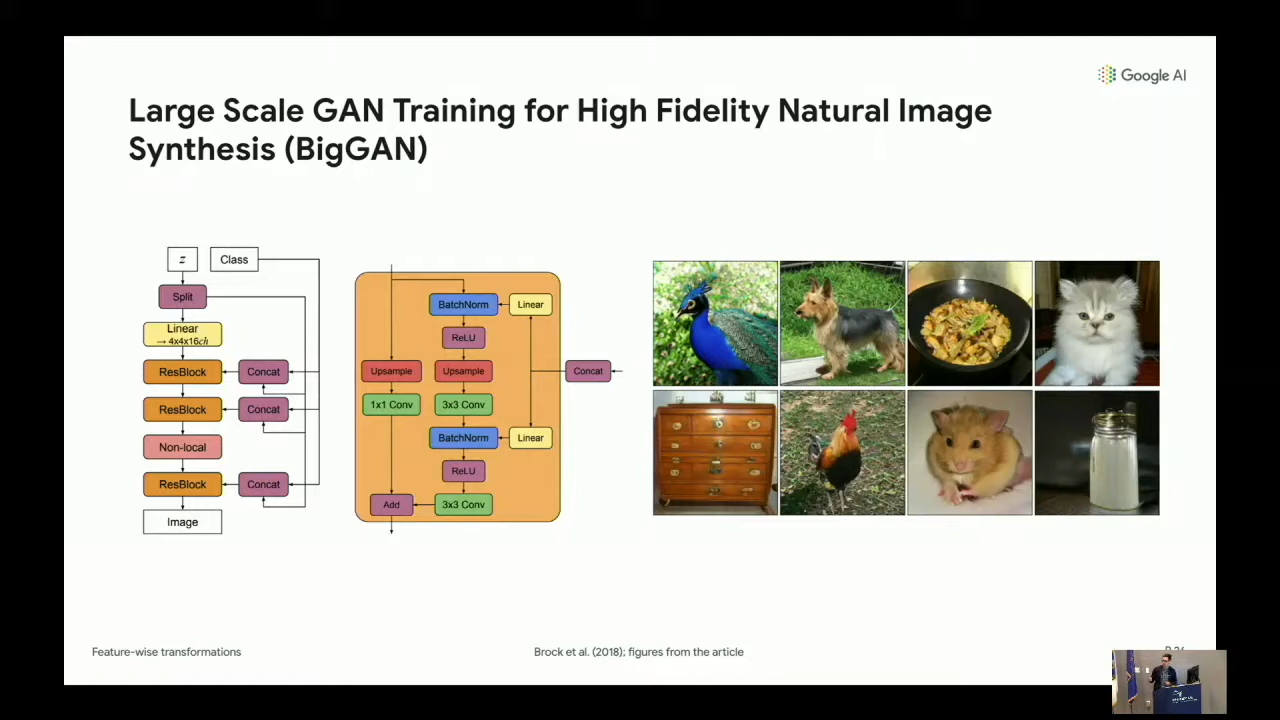 Google AI
Large Scale GAN Training for High Fidelity Natural Image
Synthesis (BigGAN)
z
Class
Split
Linear
→ 4x4x16ch
ResBlock
Concat
ResBlock
Concat
Non-local
ResBlock
Concat
Image
BatchNorm
Linear
ReLU
Upsample
Upsample
Concat
1x1 Conv
3x3 Conv
BatchNorm
Linear
ReLU
Add
3x3 Conv
Feature-wise transformations
Brock et al. (2018); figures from the article